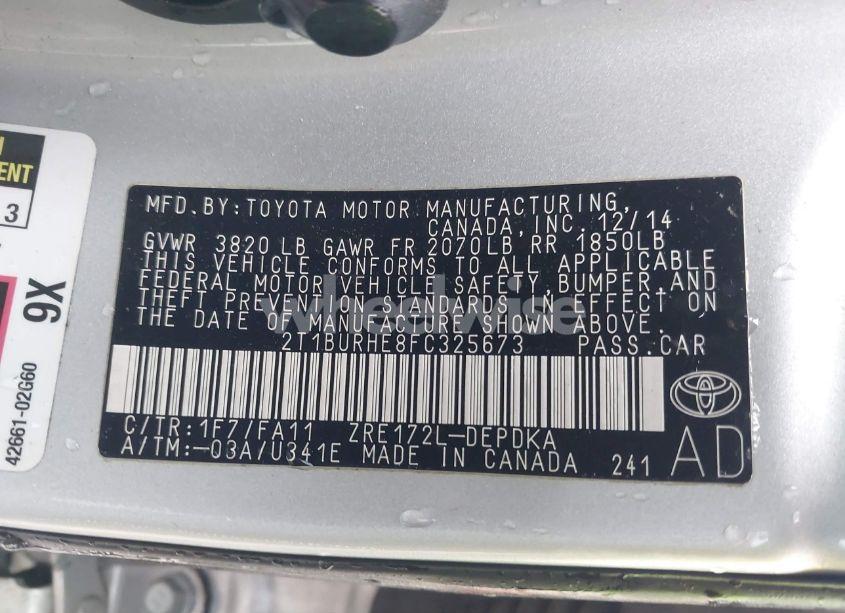 ENT
3
9X
42661-02G60
MFD.BY:TOYOTA MOTOR MANUFACTURING,
CANADA,INC. 12/14
GVWR 3820 LB GAWR FR 2070LB RR 1850LB
THIS VEHICLE CONFORMS TO ALL APPLICABLE
FEDERAL MOTOR VEHICLE SAFETY,BUMPER,AND
THEFT PREVENTION STANDARDS IN EFFECT ON
THE DATE OF MANUFACTURE SHOWN ABOVE.
2T1BURHE8FC325673 PASS.CAR
C/TR:1F7/FA11 ZRE172L-DEPDKA
A/TM:-03A/U341E MADE IN CANADA 241 AD
wheelwise